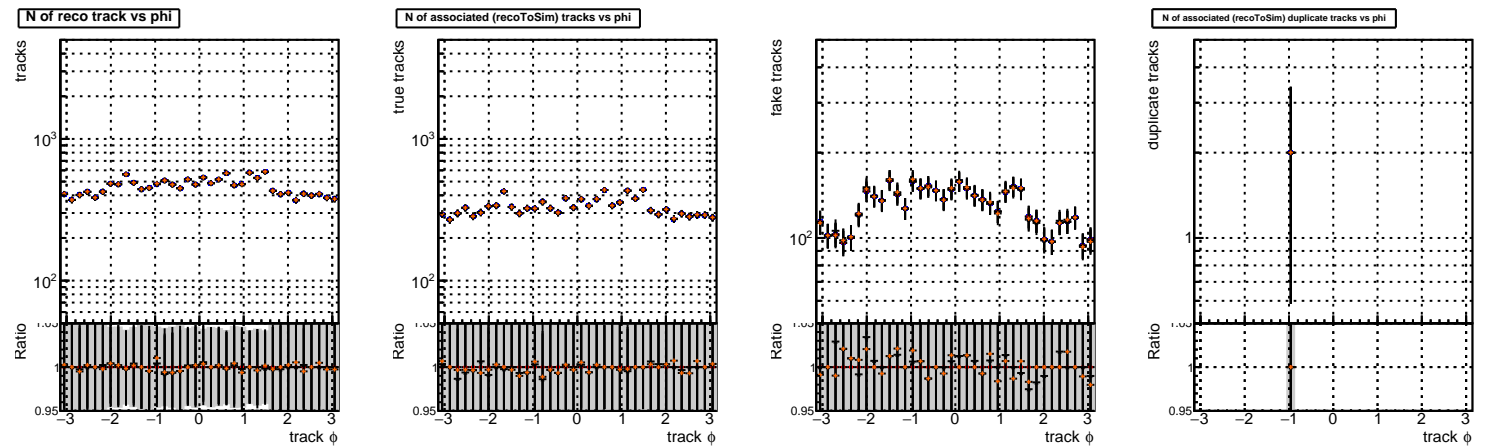 N of reco track vs phi
tracks
10³
10²
Ratio
1
0.95
−3 −2 −1 0 1 2 3
track ϕ
N of associated (recoToSim) tracks vs phi
true tracks
10³
10²
Ratio
1
0.95
−3 −2 −1 0 1 2 3
track ϕ
fake tracks
10²
Ratio
1
0.95
−3 −2 −1 0 1 2 3
track ϕ
N of associated (recoToSim) duplicate tracks vs phi
duplicate tracks
1
Ratio
1
0.95
−3 −2 −1 0 1 2 3
track ϕ